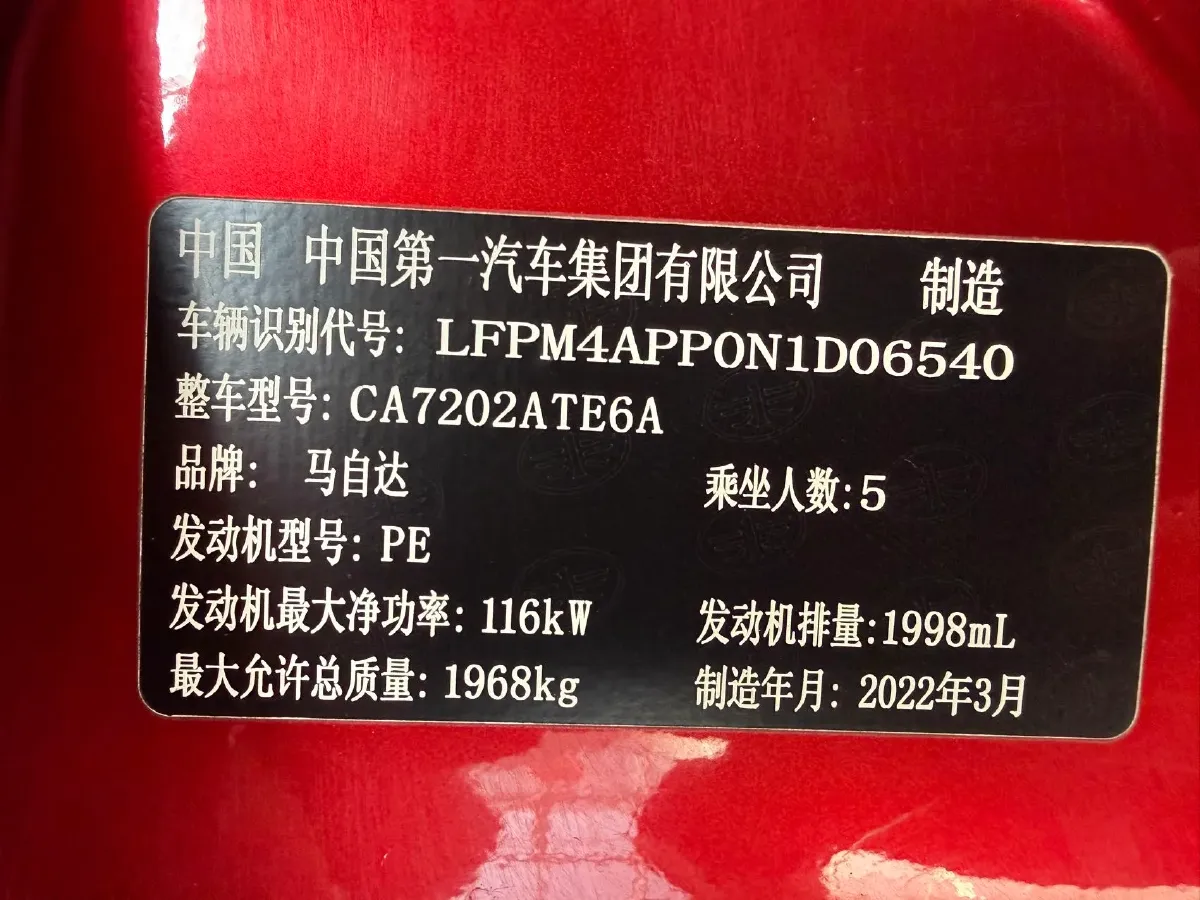 中国 中国第一汽车集团有限公司 制造
车辆识别代号: LFPM4APP0N1D06540
整车型号: CA7202ATE6A
品牌: 马自达 乘坐人数:5
发动机型号: PE
发动机最大净功率: 116kW 发动机排量:1998mL
最大允许总质量: 1968kg 制造年月: 2022年3月